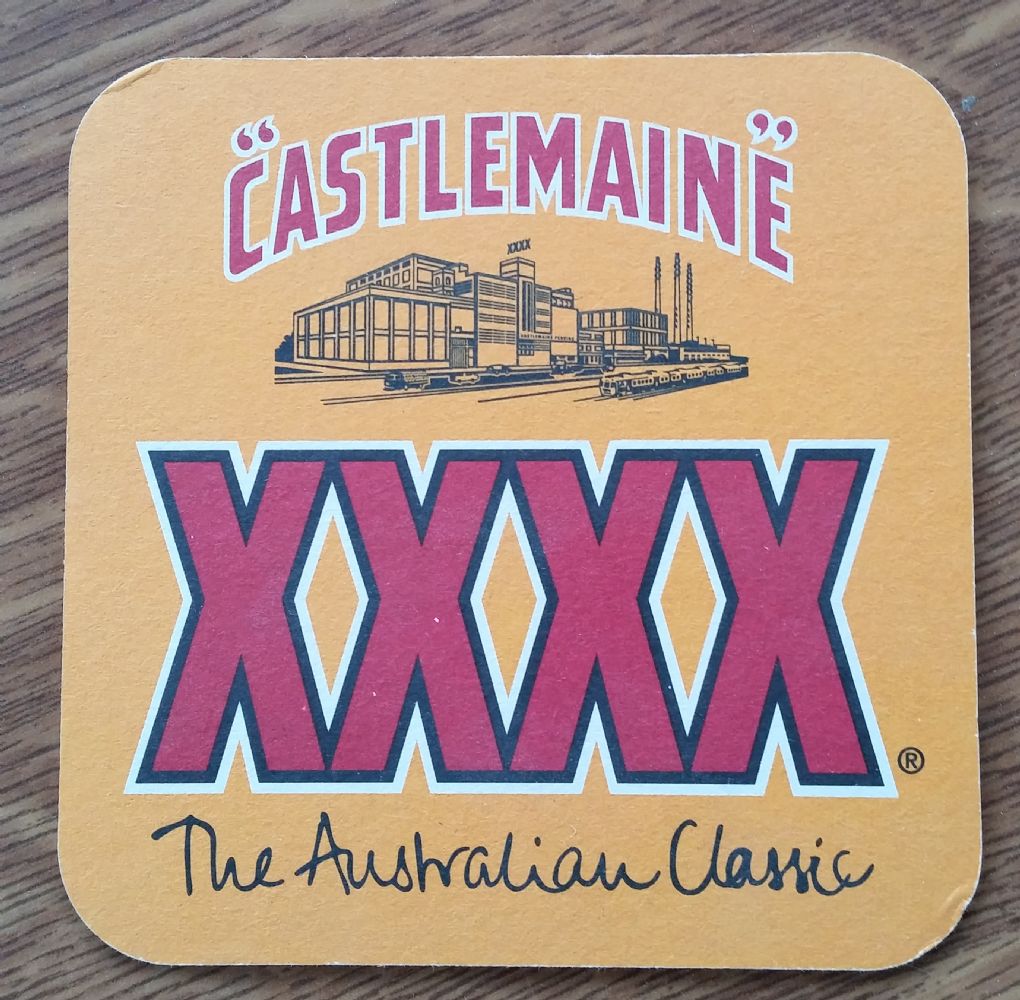 “CASTLEMAINE”
XXXX
XXXX
®
The Australian Classic